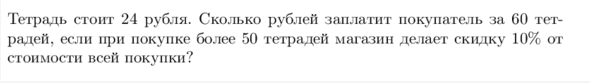 Тетрадь стоит 24 рубля. Сколько рублей заплатит покупатель за 60 тет-
радей, если при покупке более 50 тетрадей магазин делает скидку 10% от
стоимости всей покупки?